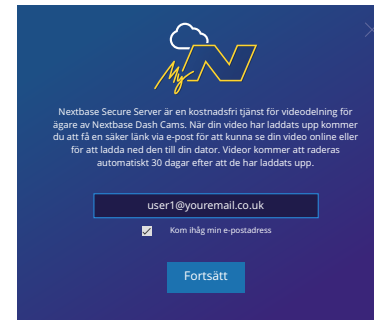 My N
Nextbase Secure Server är en kostnadsfri tjänst för videodelning för
ägare av Nextbase Dash Cams. När din video har laddats upp kommer
du att få en säker länk via e-post för att kunna se din video online eller
för att ladda ned den till din dator. Videor kommer att raderas
automatiskt 30 dagar efter att de har laddats upp.
user1@youremail.co.uk
Kom ihåg min e-postadress
Fortsätt